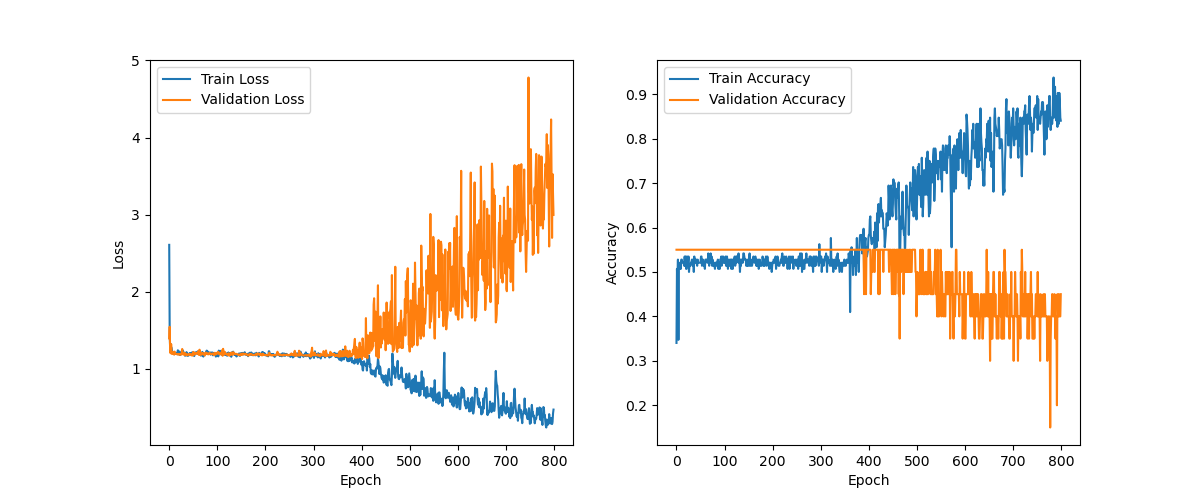 5
4
3
2
1
Loss
0 100 200 300 400 500 600 700 800
Epoch
Train Loss
Validation Loss
0.9
0.8
0.7
0.6
0.5
0.4
0.3
0.2
Accuracy
0 100 200 300 400 500 600 700 800
Epoch
Train Accuracy
Validation Accuracy